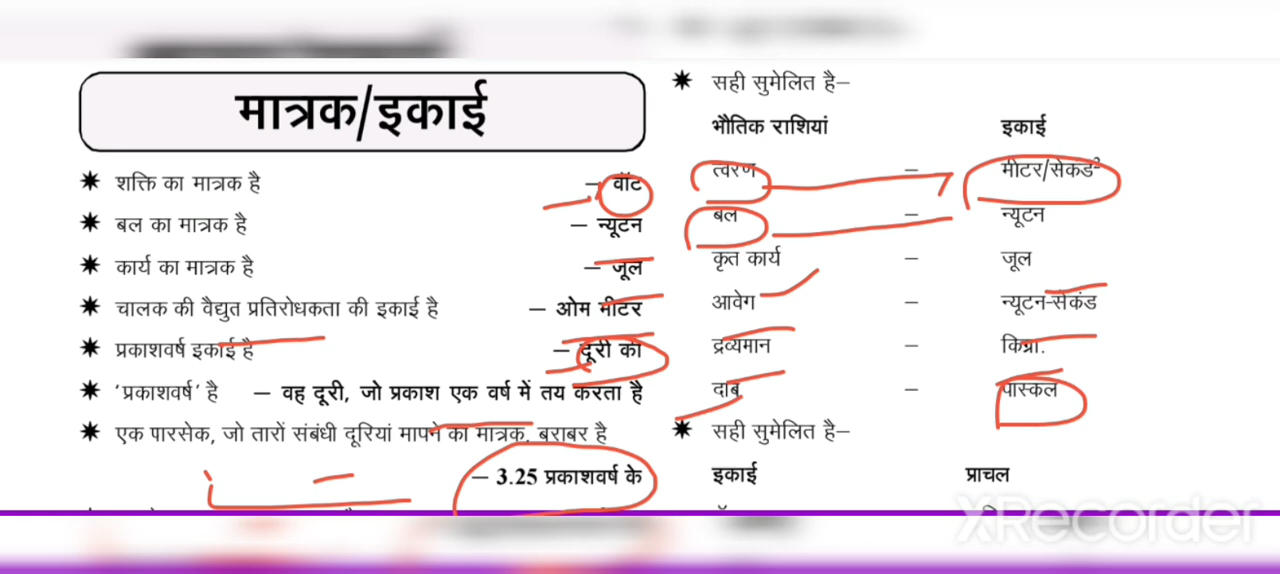 मात्रक/इकाई
✷ शक्ति का मात्रक है – वॉट
✷ बल का मात्रक है – न्यूटन
✷ कार्य का मात्रक है – जूल
✷ चालक की वैद्युत प्रतिरोधकता की इकाई है – ओम मीटर
✷ प्रकाशवर्ष इकाई है – दूरी की
✷ 'प्रकाशवर्ष' है – वह दूरी, जो प्रकाश एक वर्ष में तय करता है
✷ एक पारसेक, जो तारों संबंधी दूरियां मापने का मात्रक, बराबर है
– 3.25 प्रकाशवर्ष के
✷ सही सुमेलित है–
भौतिक राशियां इकाई
त्वरण – मीटर/सेकंड²
बल – न्यूटन
कृत कार्य – जूल
आवेग – न्यूटन-सेकंड
द्रव्यमान – किग्रा.
दाब – पास्कल
✷ सही सुमेलित है–
इकाई प्राचल
XRecorder